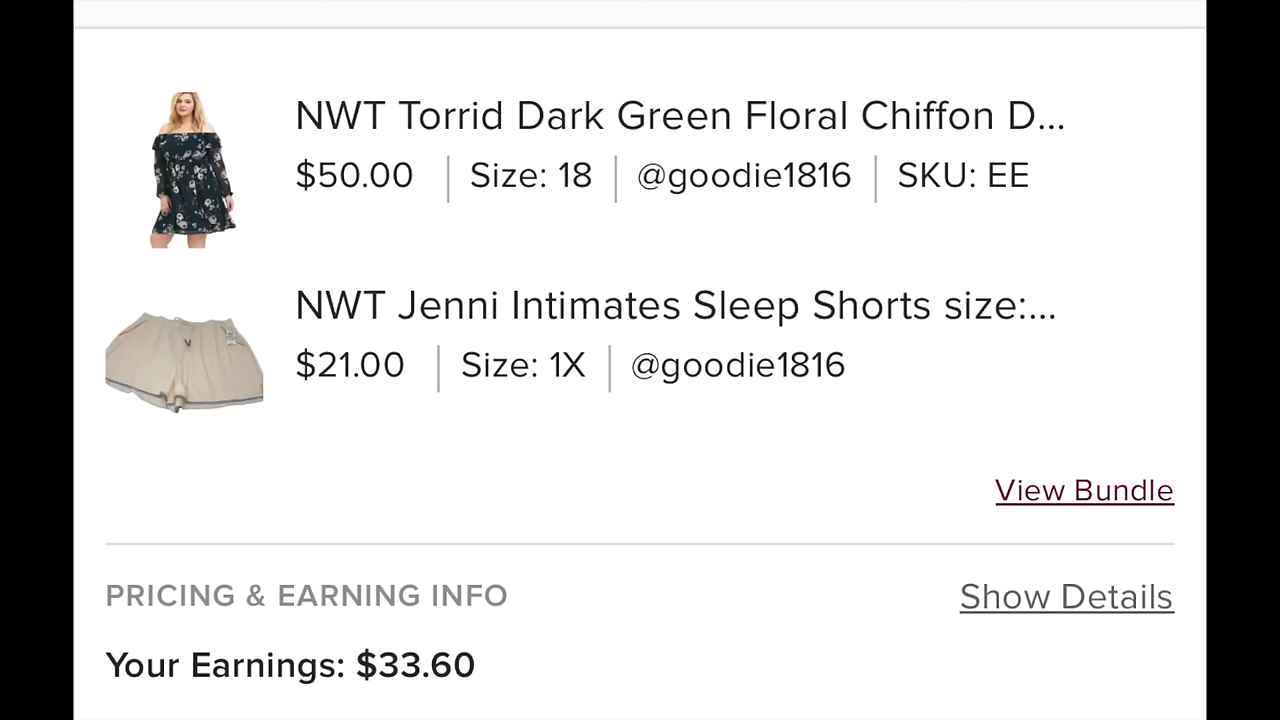 NWT Torrid Dark Green Floral Chiffon D...
$50.00 | Size: 18 | @goodie1816 | SKU: EE
NWT Jenni Intimates Sleep Shorts size:...
$21.00 | Size: 1X | @goodie1816
View Bundle
PRICING & EARNING INFO
Show Details
Your Earnings: $33.60